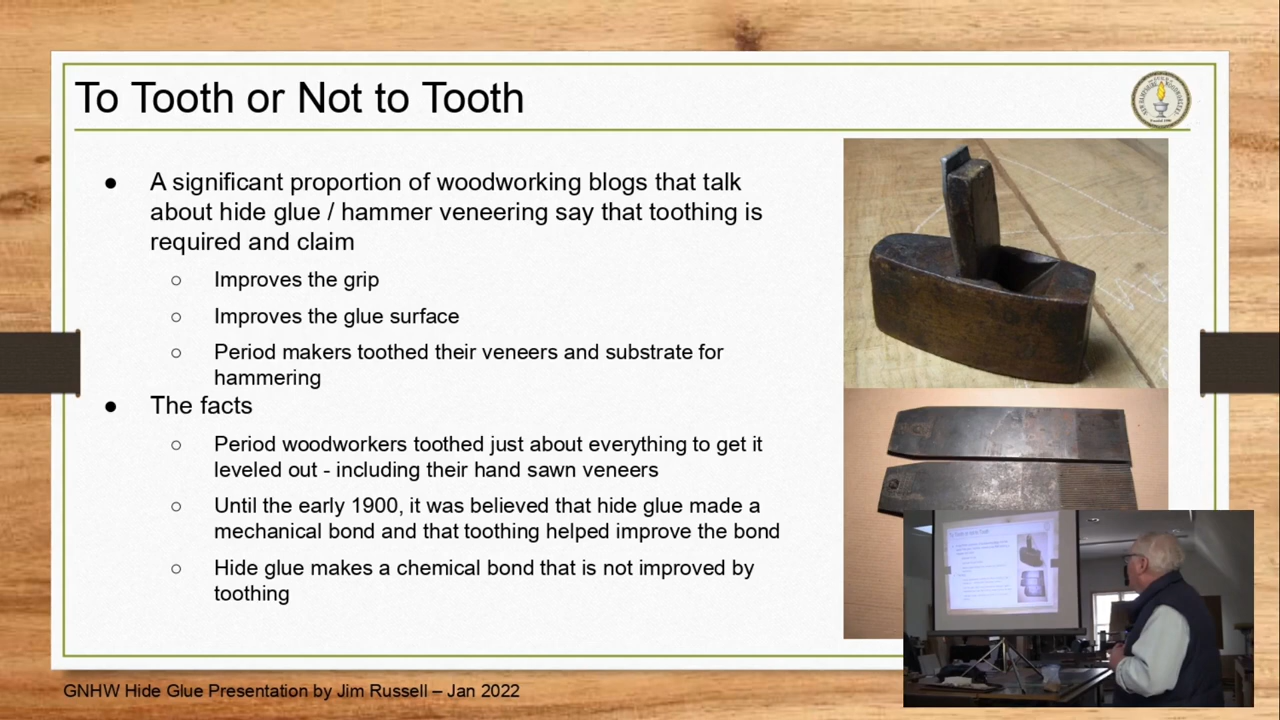 To Tooth or Not to Tooth
● A significant proportion of woodworking blogs that talk
about hide glue / hammer veneering say that toothing is
required and claim
○ Improves the grip
○ Improves the glue surface
○ Period makers toothed their veneers and substrate for
hammering
● The facts
○ Period woodworkers toothed just about everything to get it
leveled out - including their hand sawn veneers
○ Until the early 1900, it was believed that hide glue made a
mechanical bond and that toothing helped improve the bond
○ Hide glue makes a chemical bond that is not improved by
toothing
GNHW Hide Glue Presentation by Jim Russell – Jan 2022